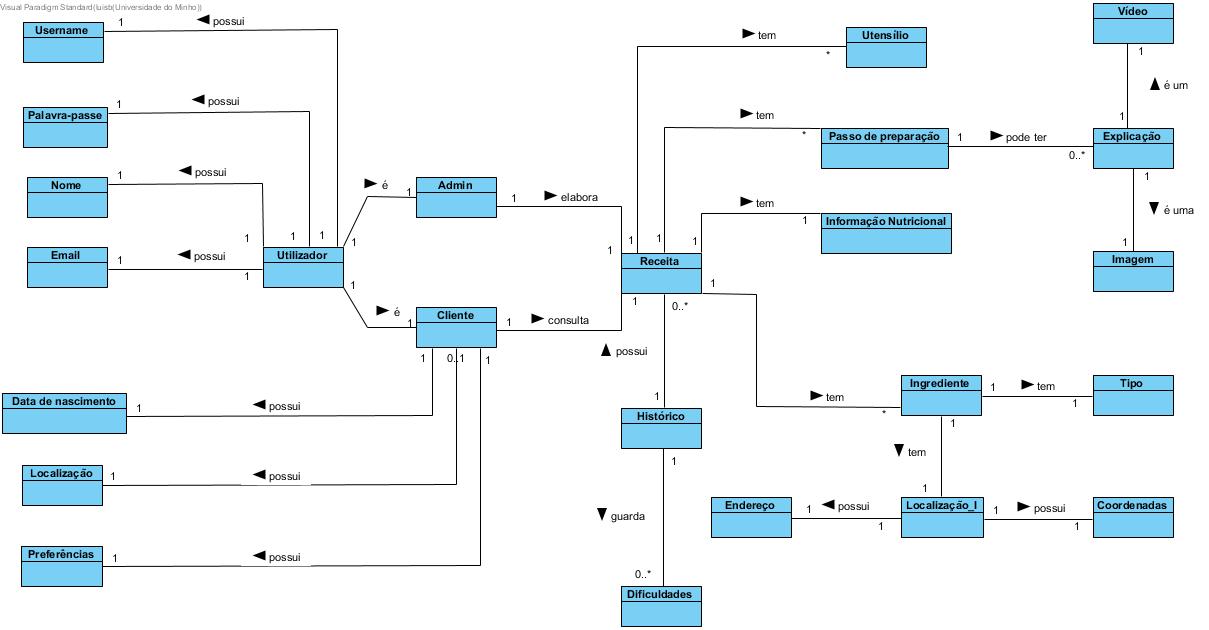 Visual Paradigm Standard(luisb(Universidade do Minho))
Username
1
possui
Utensílio
tem
*
Vídeo
1
é um
1
Palavra-passe
1
possui
Passo de preparação
tem
*
1
pode ter
0..*
Explicação
1
é uma
1
Imagem
Nome
1
possui
1
1
1
Email
1
possui
1
Utilizador
1
é
1
Admin
1
elabora
1
1
é
1
Cliente
1
consulta
1
1
1
1
tem
1
Informação Nutricional
Receita
1
0..*
possui
1
Histórico
1
guarda
0..*
Dificuldades
1
0..1
1
Data de nascimento
1
possui
Localização
1
possui
Preferências
1
possui
tem
*
Ingrediente
1
tem
1
Tipo
1
tem
1
Endereço
1
possui
1
Localização_I
1
possui
1
Coordenadas